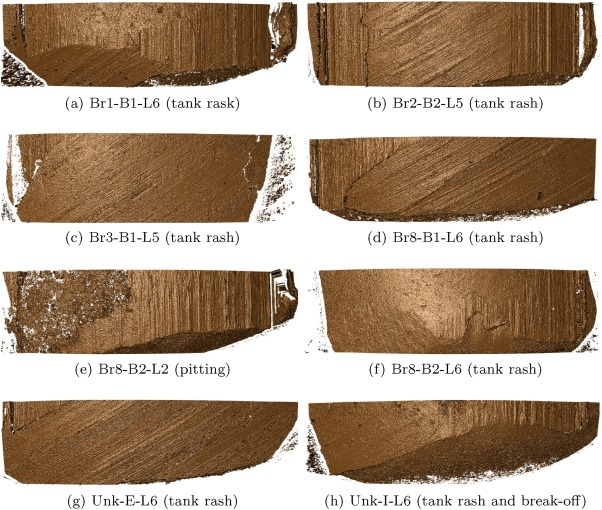 (a) Br1-B1-L6 (tank rask)
(b) Br2-B2-L5 (tank rash)
(c) Br3-B1-L5 (tank rash)
(d) Br8-B1-L6 (tank rash)
(e) Br8-B2-L2 (pitting)
(f) Br8-B2-L6 (tank rash)
(g) Unk-E-L6 (tank rash)
(h) Unk-I-L6 (tank rash and break-off)